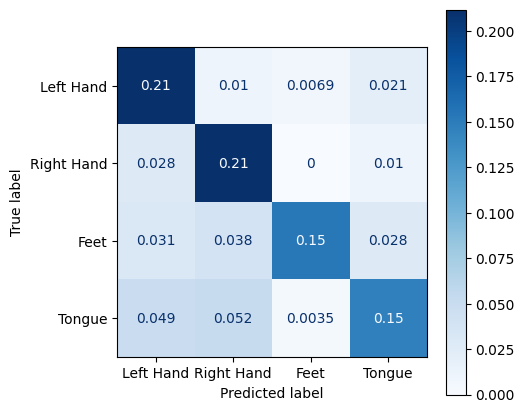 0.200
Left Hand 0.21 0.01 0.0069 0.021
0.175
0.150
Right Hand 0.028 0.21 0 0.01
0.125
0.100
Feet 0.031 0.038 0.15 0.028
0.075
0.050
Tongue 0.049 0.052 0.0035 0.15
0.025
0.000
Left Hand Right Hand Feet Tongue
Predicted label
True label